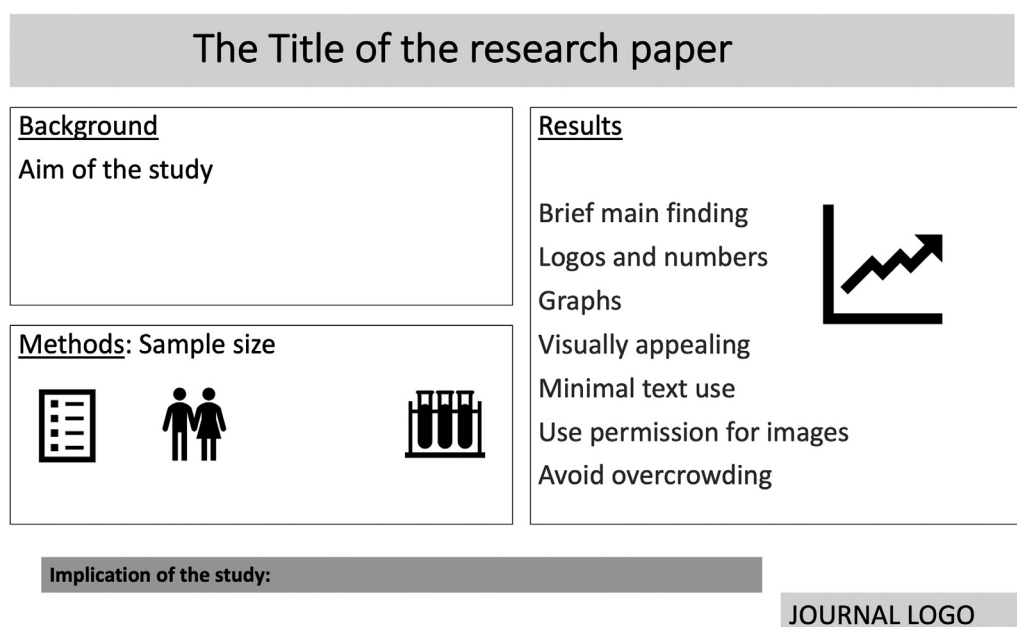 The Title of the research paper
Background
Aim of the study
Methods: Sample size
Results
Brief main finding
Logos and numbers
Graphs
Visually appealing
Minimal text use
Use permission for images
Avoid overcrowding
Implication of the study:
JOURNAL LOGO